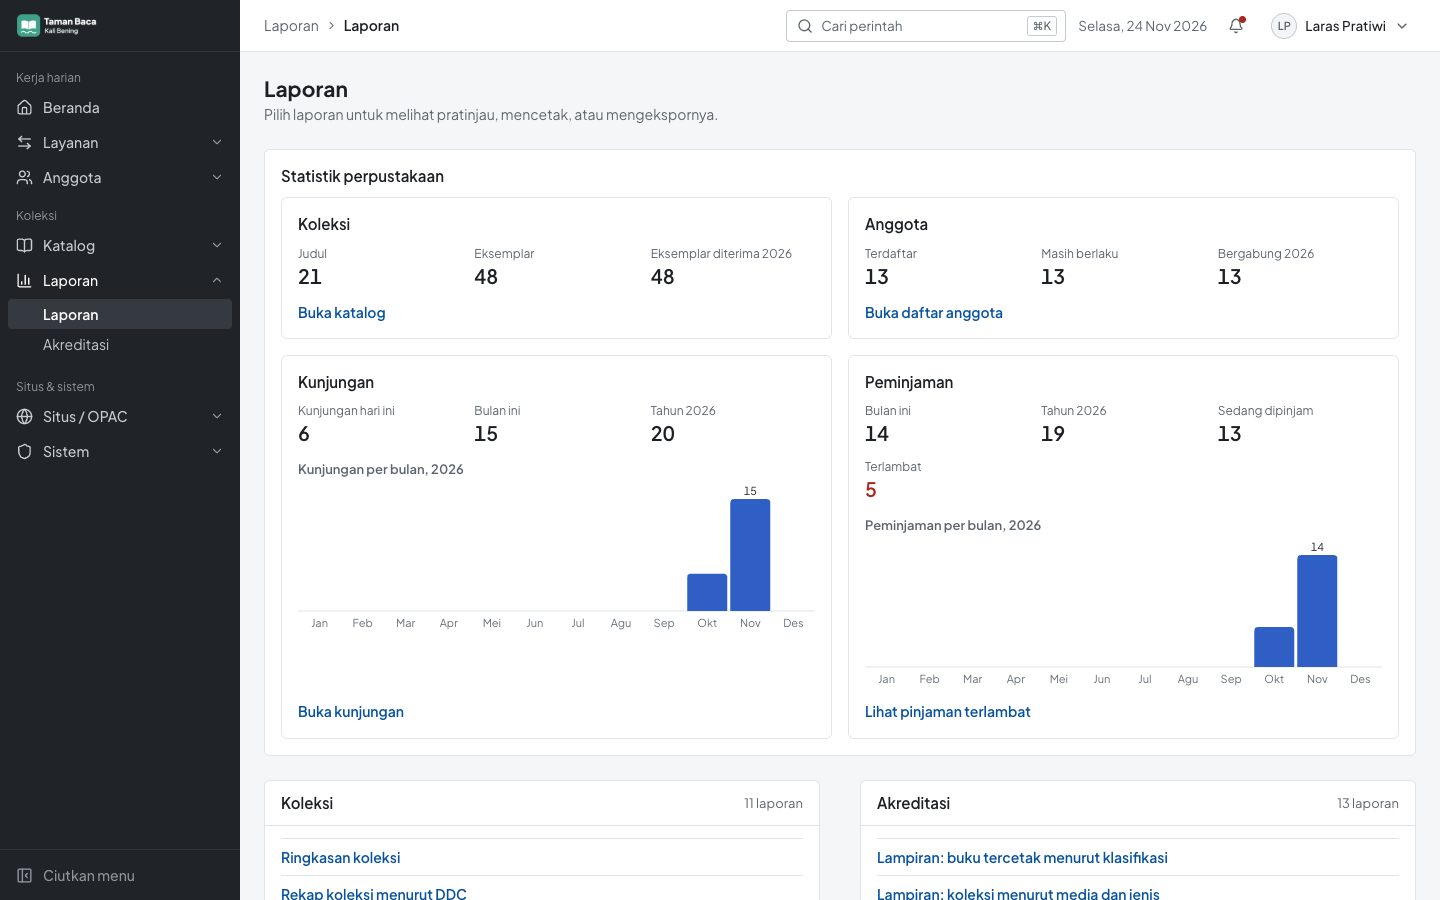 Taman Baca
Kali Bening
Laporan > Laporan
Cari perintah ⌘K
Selasa, 24 Nov 2026
LP Laras Pratiwi
Kerja harian
Beranda
Layanan
Anggota
Koleksi
Katalog
Laporan
Laporan
Akreditasi
Situs & sistem
Situs / OPAC
Sistem
Ciutkan menu
Laporan
Pilih laporan untuk melihat pratinjau, mencetak, atau mengekspornya.
Statistik perpustakaan
Koleksi
Judul Eksemplar Eksemplar diterima 2026
21 48 48
Buka katalog
Anggota
Terdaftar Masih berlaku Bergabung 2026
13 13 13
Buka daftar anggota
Kunjungan
Kunjungan hari ini Bulan ini Tahun 2026
6 15 20
Kunjungan per bulan, 2026
15
Jan Feb Mar Apr Mei Jun Jul Agu Sep Okt Nov Des
Buka kunjungan
Peminjaman
Bulan ini Tahun 2026 Sedang dipinjam
14 19 13
Terlambat
5
Peminjaman per bulan, 2026
14
Jan Feb Mar Apr Mei Jun Jul Agu Sep Okt Nov Des
Lihat pinjaman terlambat
Koleksi 11 laporan
Ringkasan koleksi
Rekap koleksi menurut DDC
Akreditasi 13 laporan
Lampiran: buku tercetak menurut klasifikasi
Lampiran: koleksi menurut media dan jenis